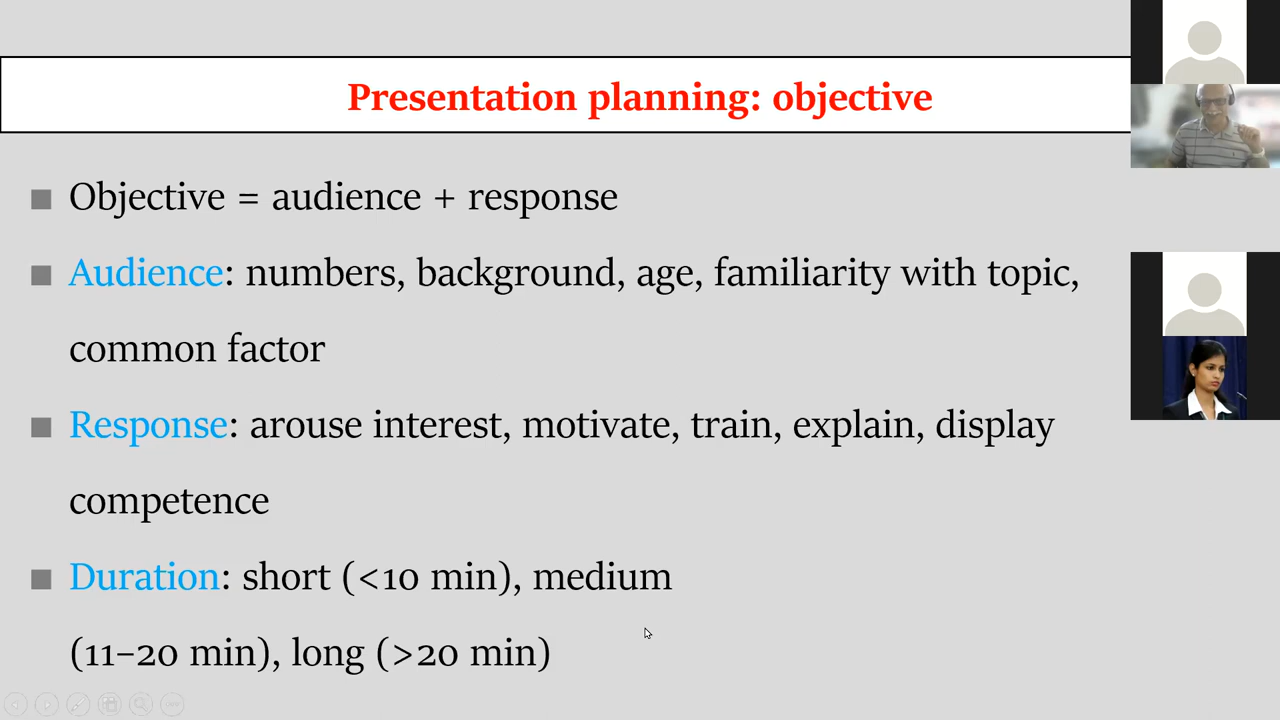 Presentation planning: objective
Objective = audience + response
Audience: numbers, background, age, familiarity with topic,
common factor
Response: arouse interest, motivate, train, explain, display
competence
Duration: short (<10 min), medium
(11–20 min), long (>20 min)